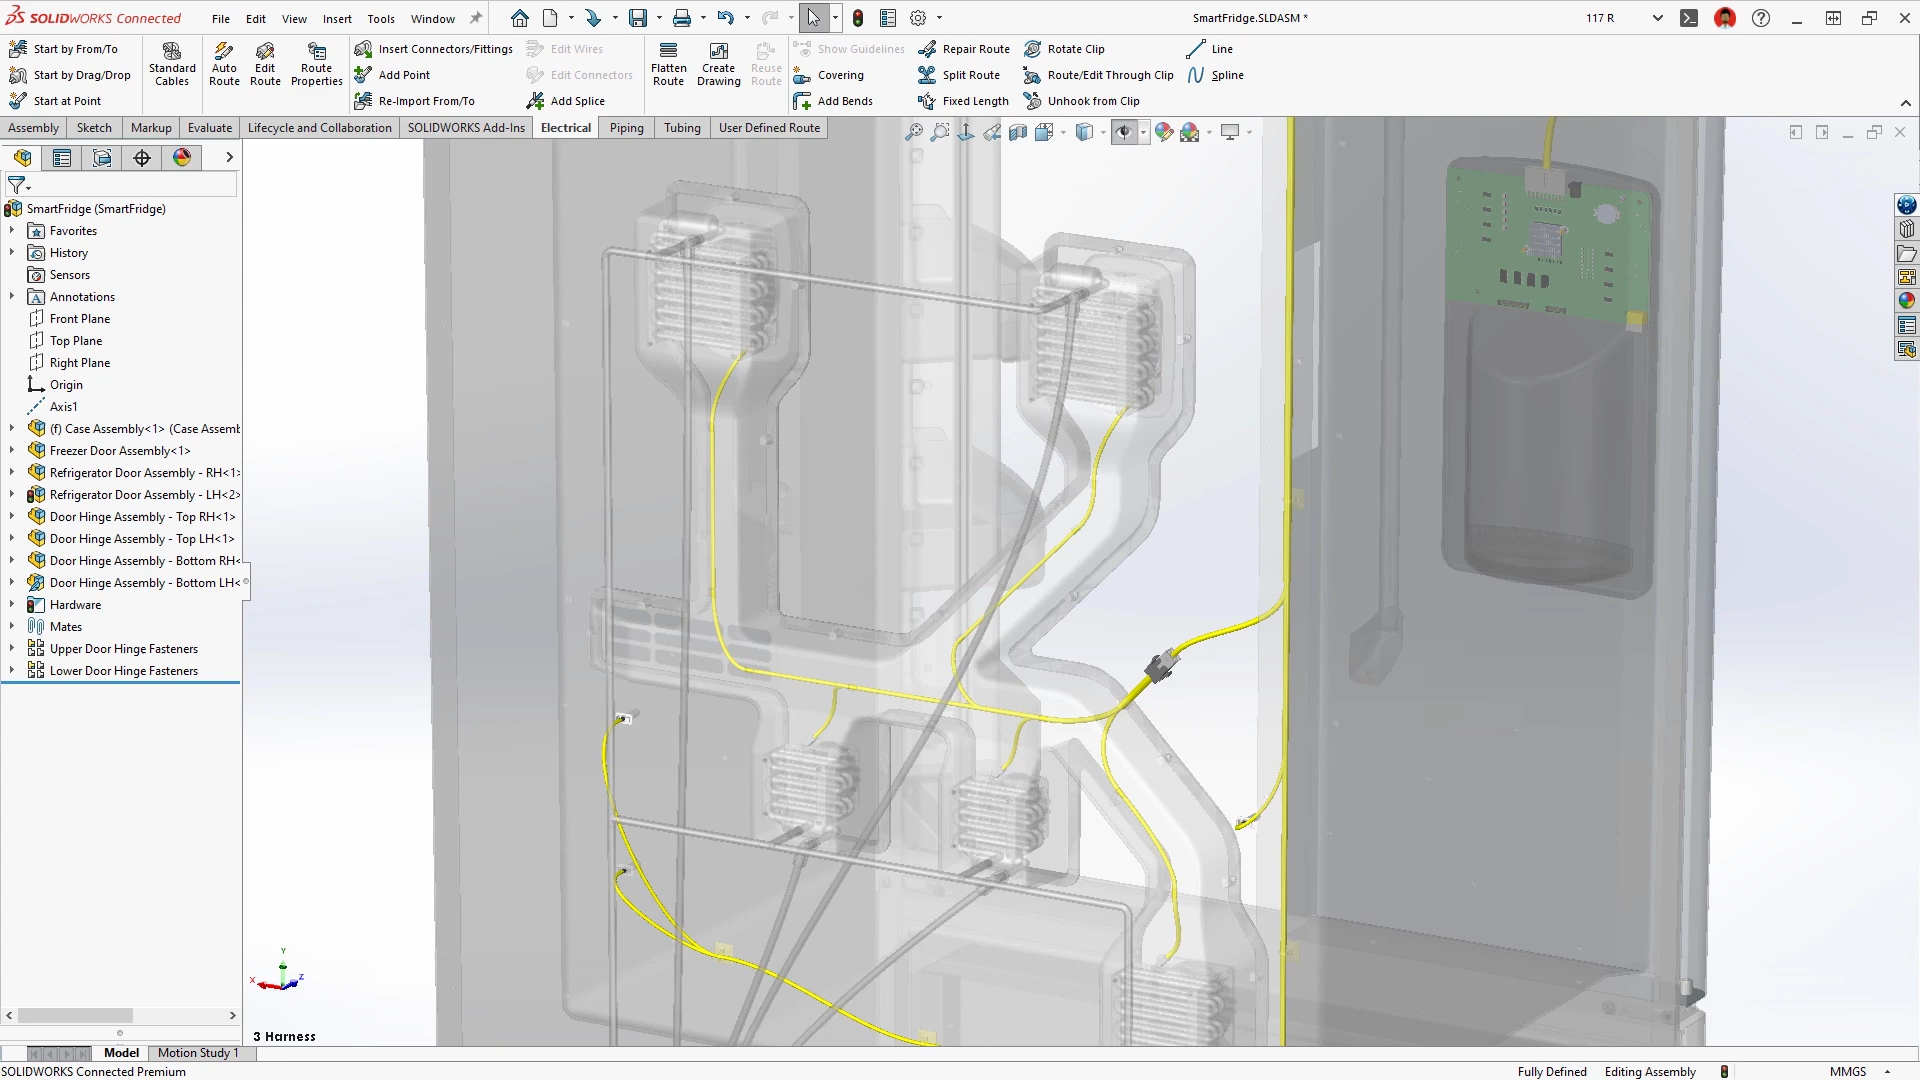 SOLIDWORKS Connected
File Edit View Insert Tools Window
SmartFridge.SLDASM *
117 R
Start by From/To
Start by Drag/Drop
Start at Point
Standard Cables
Auto Route
Edit Route
Route Properties
Insert Connectors/Fittings
Add Point
Re-Import From/To
Edit Wires
Edit Connectors
Add Splice
Flatten Route
Create Drawing
Reuse Route
Show Guidelines
Covering
Add Bends
Repair Route
Split Route
Fixed Length
Rotate Clip
Route/Edit Through Clip
Unhook from Clip
Line
Spline
Assembly Sketch Markup Evaluate Lifecycle and Collaboration SOLIDWORKS Add-Ins Electrical Piping Tubing User Defined Route
SmartFridge (SmartFridge)
Favorites
History
Sensors
Annotations
Front Plane
Top Plane
Right Plane
Origin
Axis1
(f) Case Assembly<1> (Case Assemb
Freezer Door Assembly<1>
Refrigerator Door Assembly - RH<1>
Refrigerator Door Assembly - LH<2>
Door Hinge Assembly - Top RH<1>
Door Hinge Assembly - Top LH<1>
Door Hinge Assembly - Bottom RH<
Door Hinge Assembly - Bottom LH<
Hardware
Mates
Upper Door Hinge Fasteners
Lower Door Hinge Fasteners
Y
X
Z
3 Harness
Model Motion Study 1
SOLIDWORKS Connected Premium
Fully Defined Editing Assembly MMGS